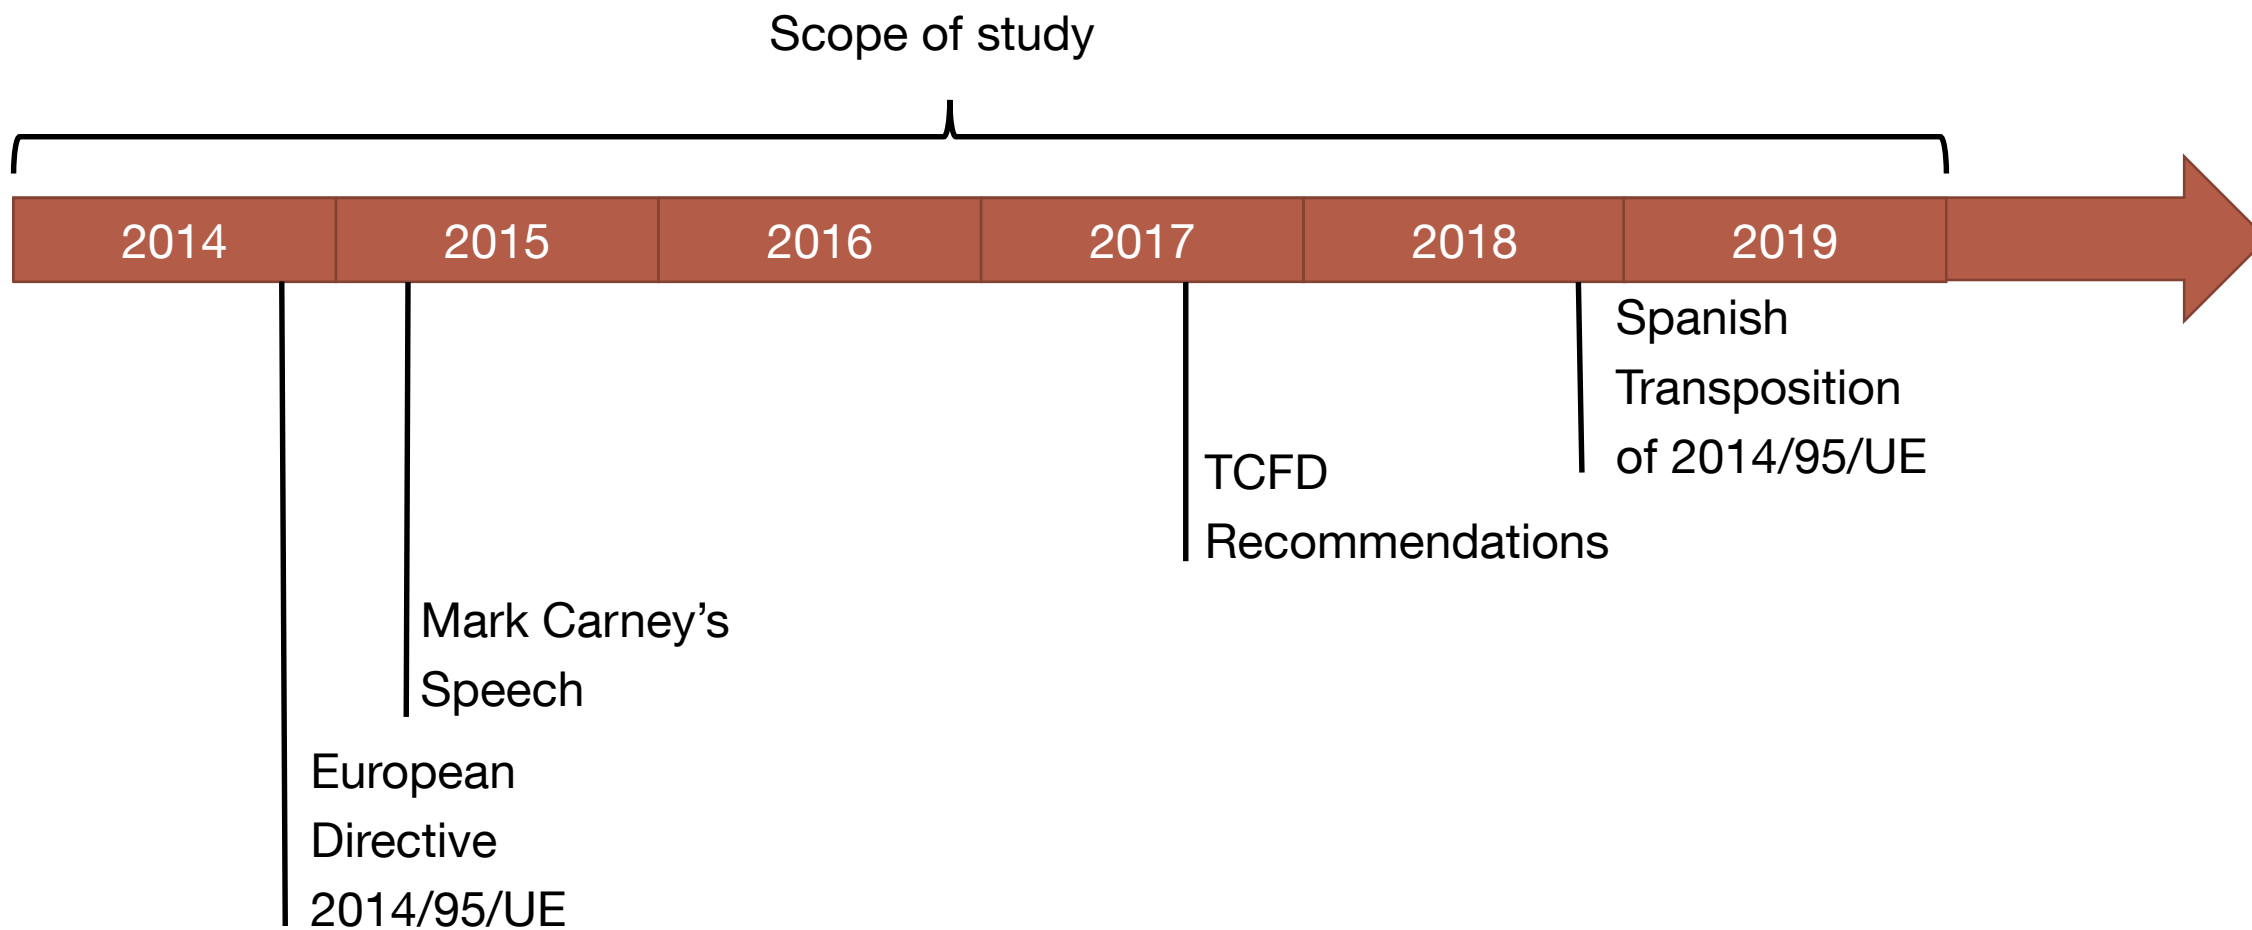 Scope of study
2014 2015 2016 2017 2018 2019
Spanish
Transposition
of 2014/95/UE
TCFD
Recommendations
Mark Carney’s
Speech
European
Directive
2014/95/UE